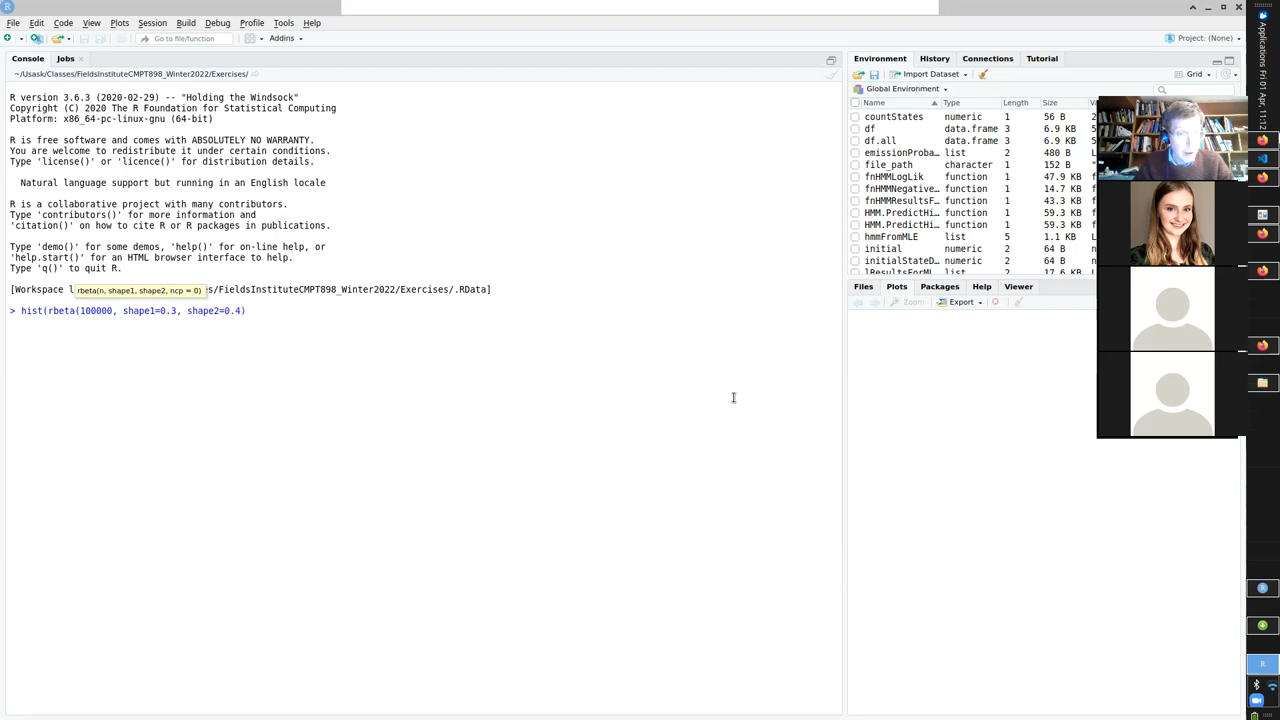 File Edit Code View Plots Session Build Debug Profile Tools Help
Go to file/function Addins Project: (None)
Console Jobs
~/Usask/Classes/FieldsInstituteCMPT898_Winter2022/Exercises/
R version 3.6.3 (2020-02-29) -- "Holding the Windsock"
Copyright (C) 2020 The R Foundation for Statistical Computing
Platform: x86_64-pc-linux-gnu (64-bit)
R is free software and comes with ABSOLUTELY NO WARRANTY.
You are welcome to redistribute it under certain conditions.
Type 'license()' or 'licence()' for distribution details.
Natural language support but running in an English locale
R is a collaborative project with many contributors.
Type 'contributors()' for more information and
'citation()' on how to cite R or R packages in publications.
Type 'demo()' for some demos, 'help()' for on-line help, or
'help.start()' for an HTML browser interface to help.
Type 'q()' to quit R.
[Workspace l
rbeta(n, shape1, shape2, ncp = 0)
s/FieldsInstituteCMPT898_Winter2022/Exercises/.RData]
> hist(rbeta(100000, shape1=0.3, shape2=0.4)
Environment History Connections Tutorial
Import Dataset Grid
Global Environment
Name Type Length Size
countStates numeric 1 56 B
df data.frame 3 6.9 KB
df.all data.frame 3 6.9 KB
emissionProba… list 2 480 B
file_path character 1 152 B
fnHMMLogLik function 1 47.9 KB
fnHMMNegative… function 1 14.7 KB
fnHMMResultsF… function 1 43.3 KB
HMM.PredictHi… function 1 59.3 KB
HMM.PredictHi… function 1 59.3 KB
hmmFromMLE list 5 1.1 KB
initial numeric 2 64 B
initialStateD… numeric 2 64 B
lResultsForMl… list 2 17.6 KB
Files Plots Packages Help Viewer
Zoom Export
Applications Fri 01 Apr, 11:12